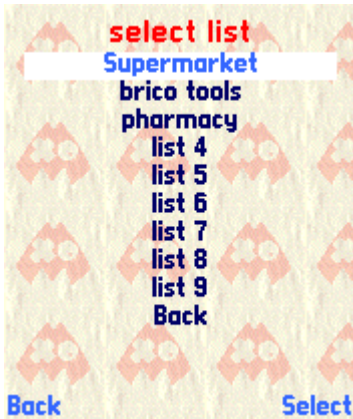 select list
Supermarket
brico tools
pharmacy
list 4
list 5
list 6
list 7
list 8
list 9
Back
Back Select